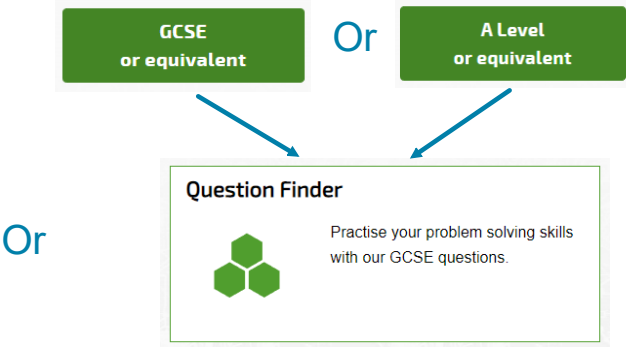 GCSE
or equivalent
Or
A Level
or equivalent
Question Finder
Practise your problem solving skills
with our GCSE questions.
Or